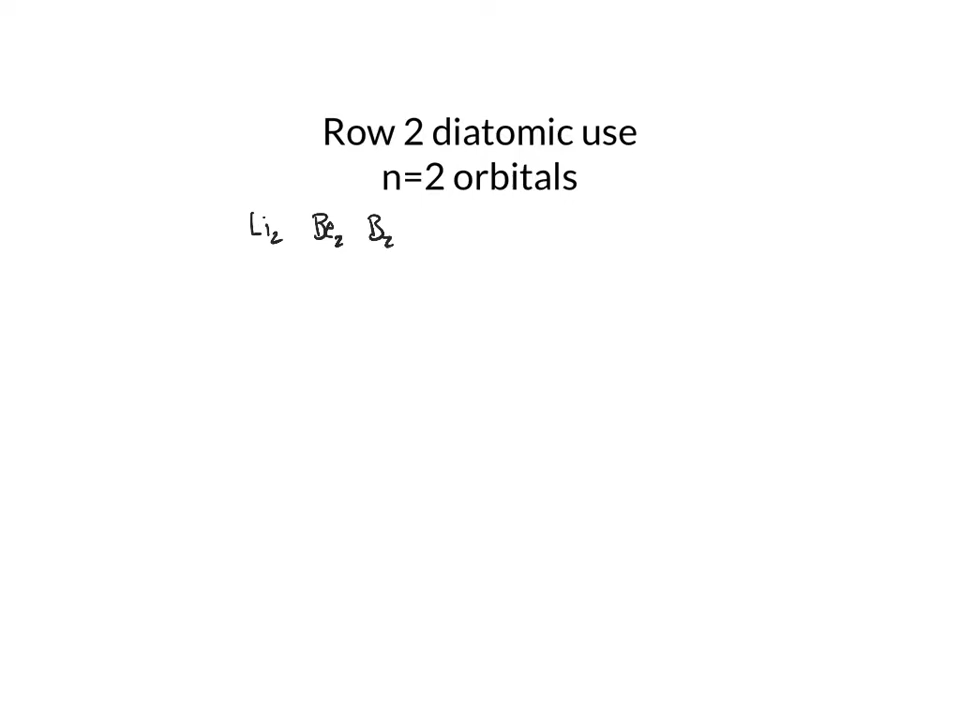 Row 2 diatomic use
n=2 orbitals
Li₂ Be₂ B₂